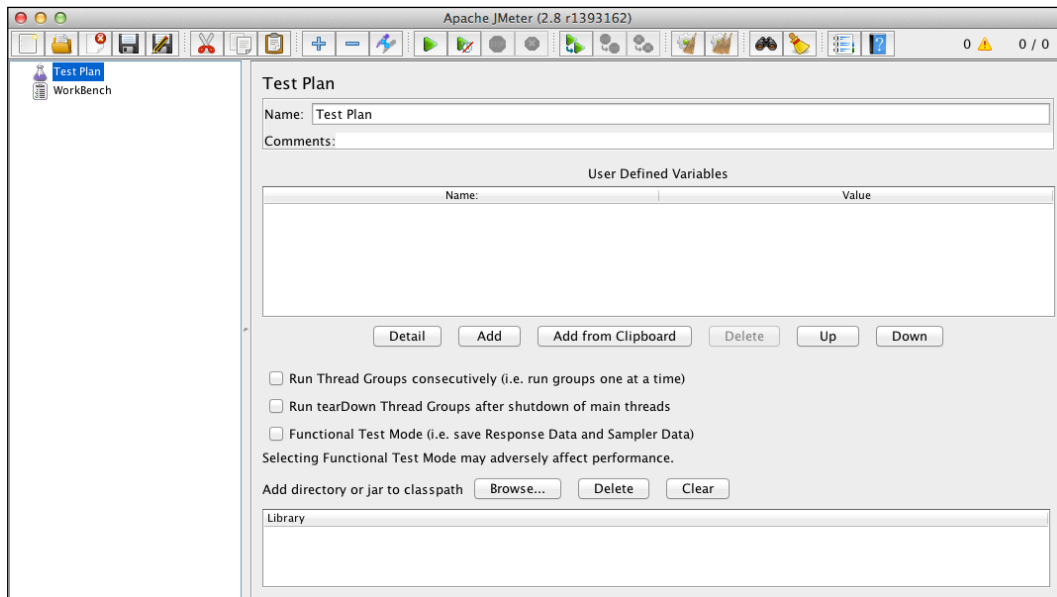 Apache JMeter (2.8 r1393162)
0 0 / 0
Test Plan
WorkBench
Test Plan
Name: Test Plan
Comments:
User Defined Variables
Name: Value
Detail Add Add from Clipboard Delete Up Down
Run Thread Groups consecutively (i.e. run groups one at a time)
Run tearDown Thread Groups after shutdown of main threads
Functional Test Mode (i.e. save Response Data and Sampler Data)
Selecting Functional Test Mode may adversely affect performance.
Add directory or jar to classpath Browse... Delete Clear
Library